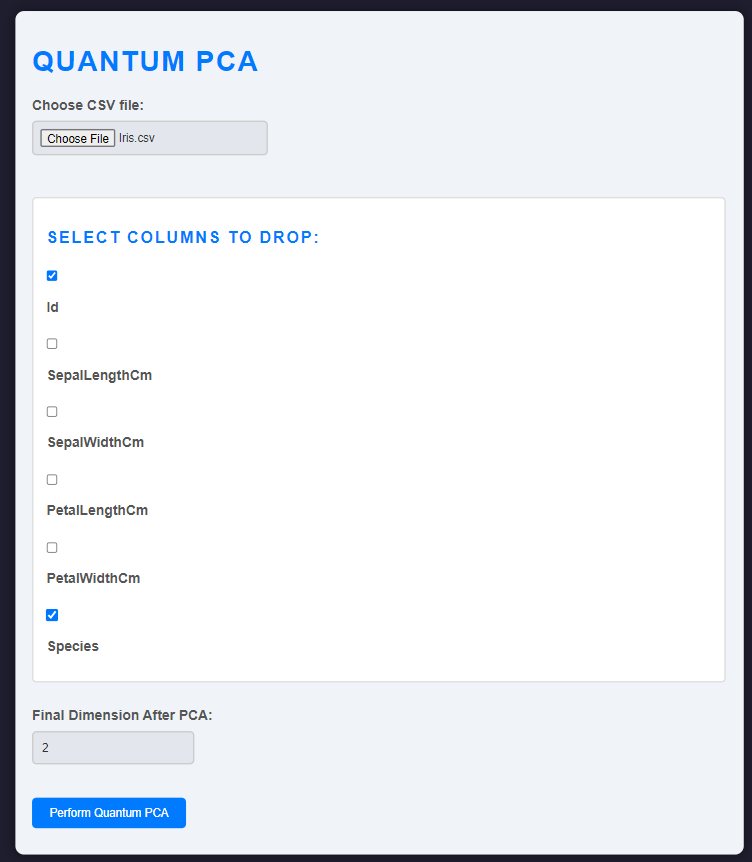 QUANTUM PCA
Choose CSV file:
Choose File Iris.csv
SELECT COLUMNS TO DROP:
Id
SepalLengthCm
SepalWidthCm
PetalLengthCm
PetalWidthCm
Species
Final Dimension After PCA:
2
Perform Quantum PCA